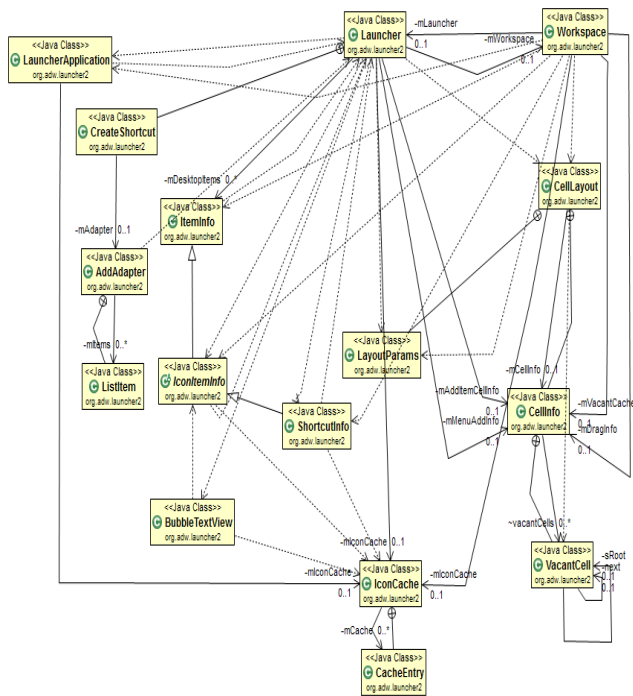 <<Java Class>>
Launcher
org.adw.launcher2
<<Java Class>>
Workspace
org.adw.launcher2
-mLauncher
0..1
-mWorkspace
0..1
<<Java Class>>
LauncherApplication
org.adw.launcher2
<<Java Class>>
CreateShortcut
org.adw.launcher2
<<Java Class>>
CellLayout
org.adw.launcher2
-mDesktopItems 0..*
<<Java Class>>
ItemInfo
org.adw.launcher2
-mAdapter 0..1
<<Java Class>>
AddAdapter
org.adw.launcher2
-mItems 0..*
<<Java Class>>
ListItem
org.adw.launcher2
<<Java Class>>
IconItemInfo
org.adw.launcher2
<<Java Class>>
LayoutParams
org.adw.launcher2
<<Java Class>>
ShortcutInfo
org.adw.launcher2
-mCellInfo 0..1
-mAddItemCellInfo
0..1
-mMenuAddInfo
0..1
<<Java Class>>
CellInfo
org.adw.launcher2
-mVacantCache
0..1
-mDragInfo
0..1
<<Java Class>>
BubbleTextView
org.adw.launcher2
~vacantCells 0..*
<<Java Class>>
VacantCell
org.adw.launcher2
-sRoot
-next
0..1
0..1
-mIconCache 0..1
-mIconCache
0..1
-mIconCache
0..1
<<Java Class>>
IconCache
org.adw.launcher2
-mCache 0..*
<<Java Class>>
CacheEntry
org.adw.launcher2